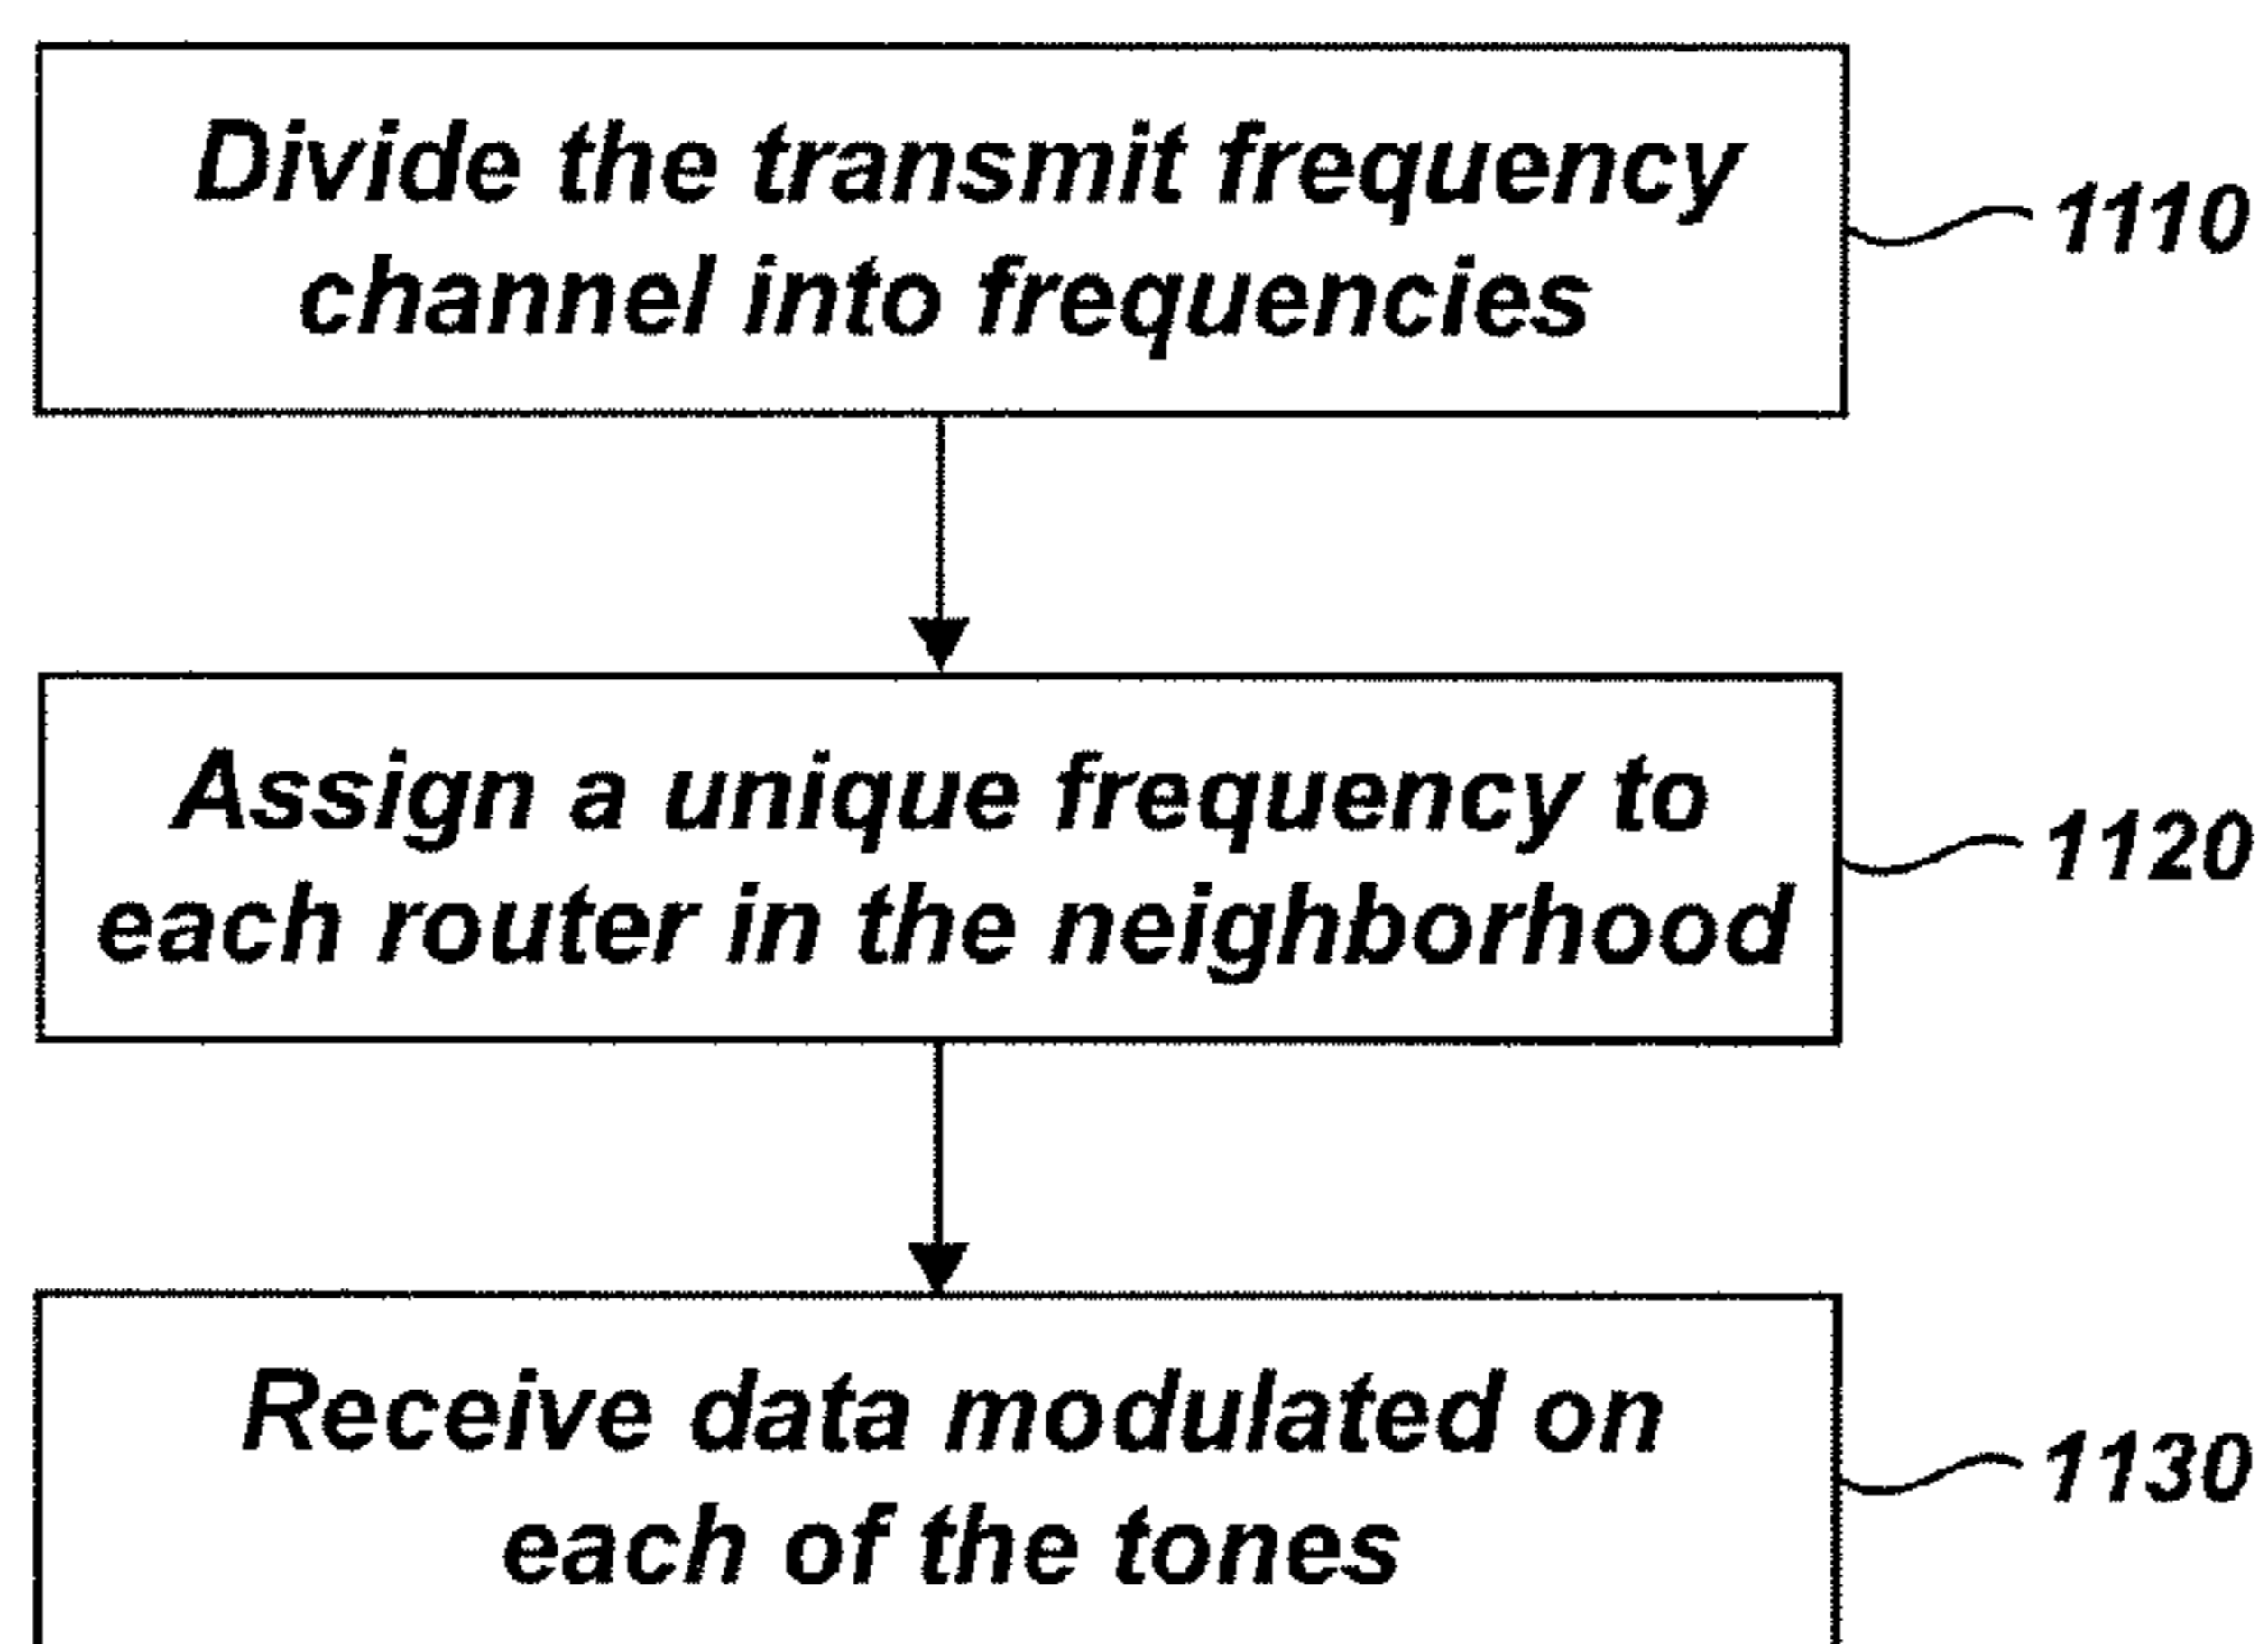 Divide the transmit frequency
channel into frequencies
1110
Assign a unique frequency to
each router in the neighborhood
1120
Receive data modulated on
each of the tones
1130